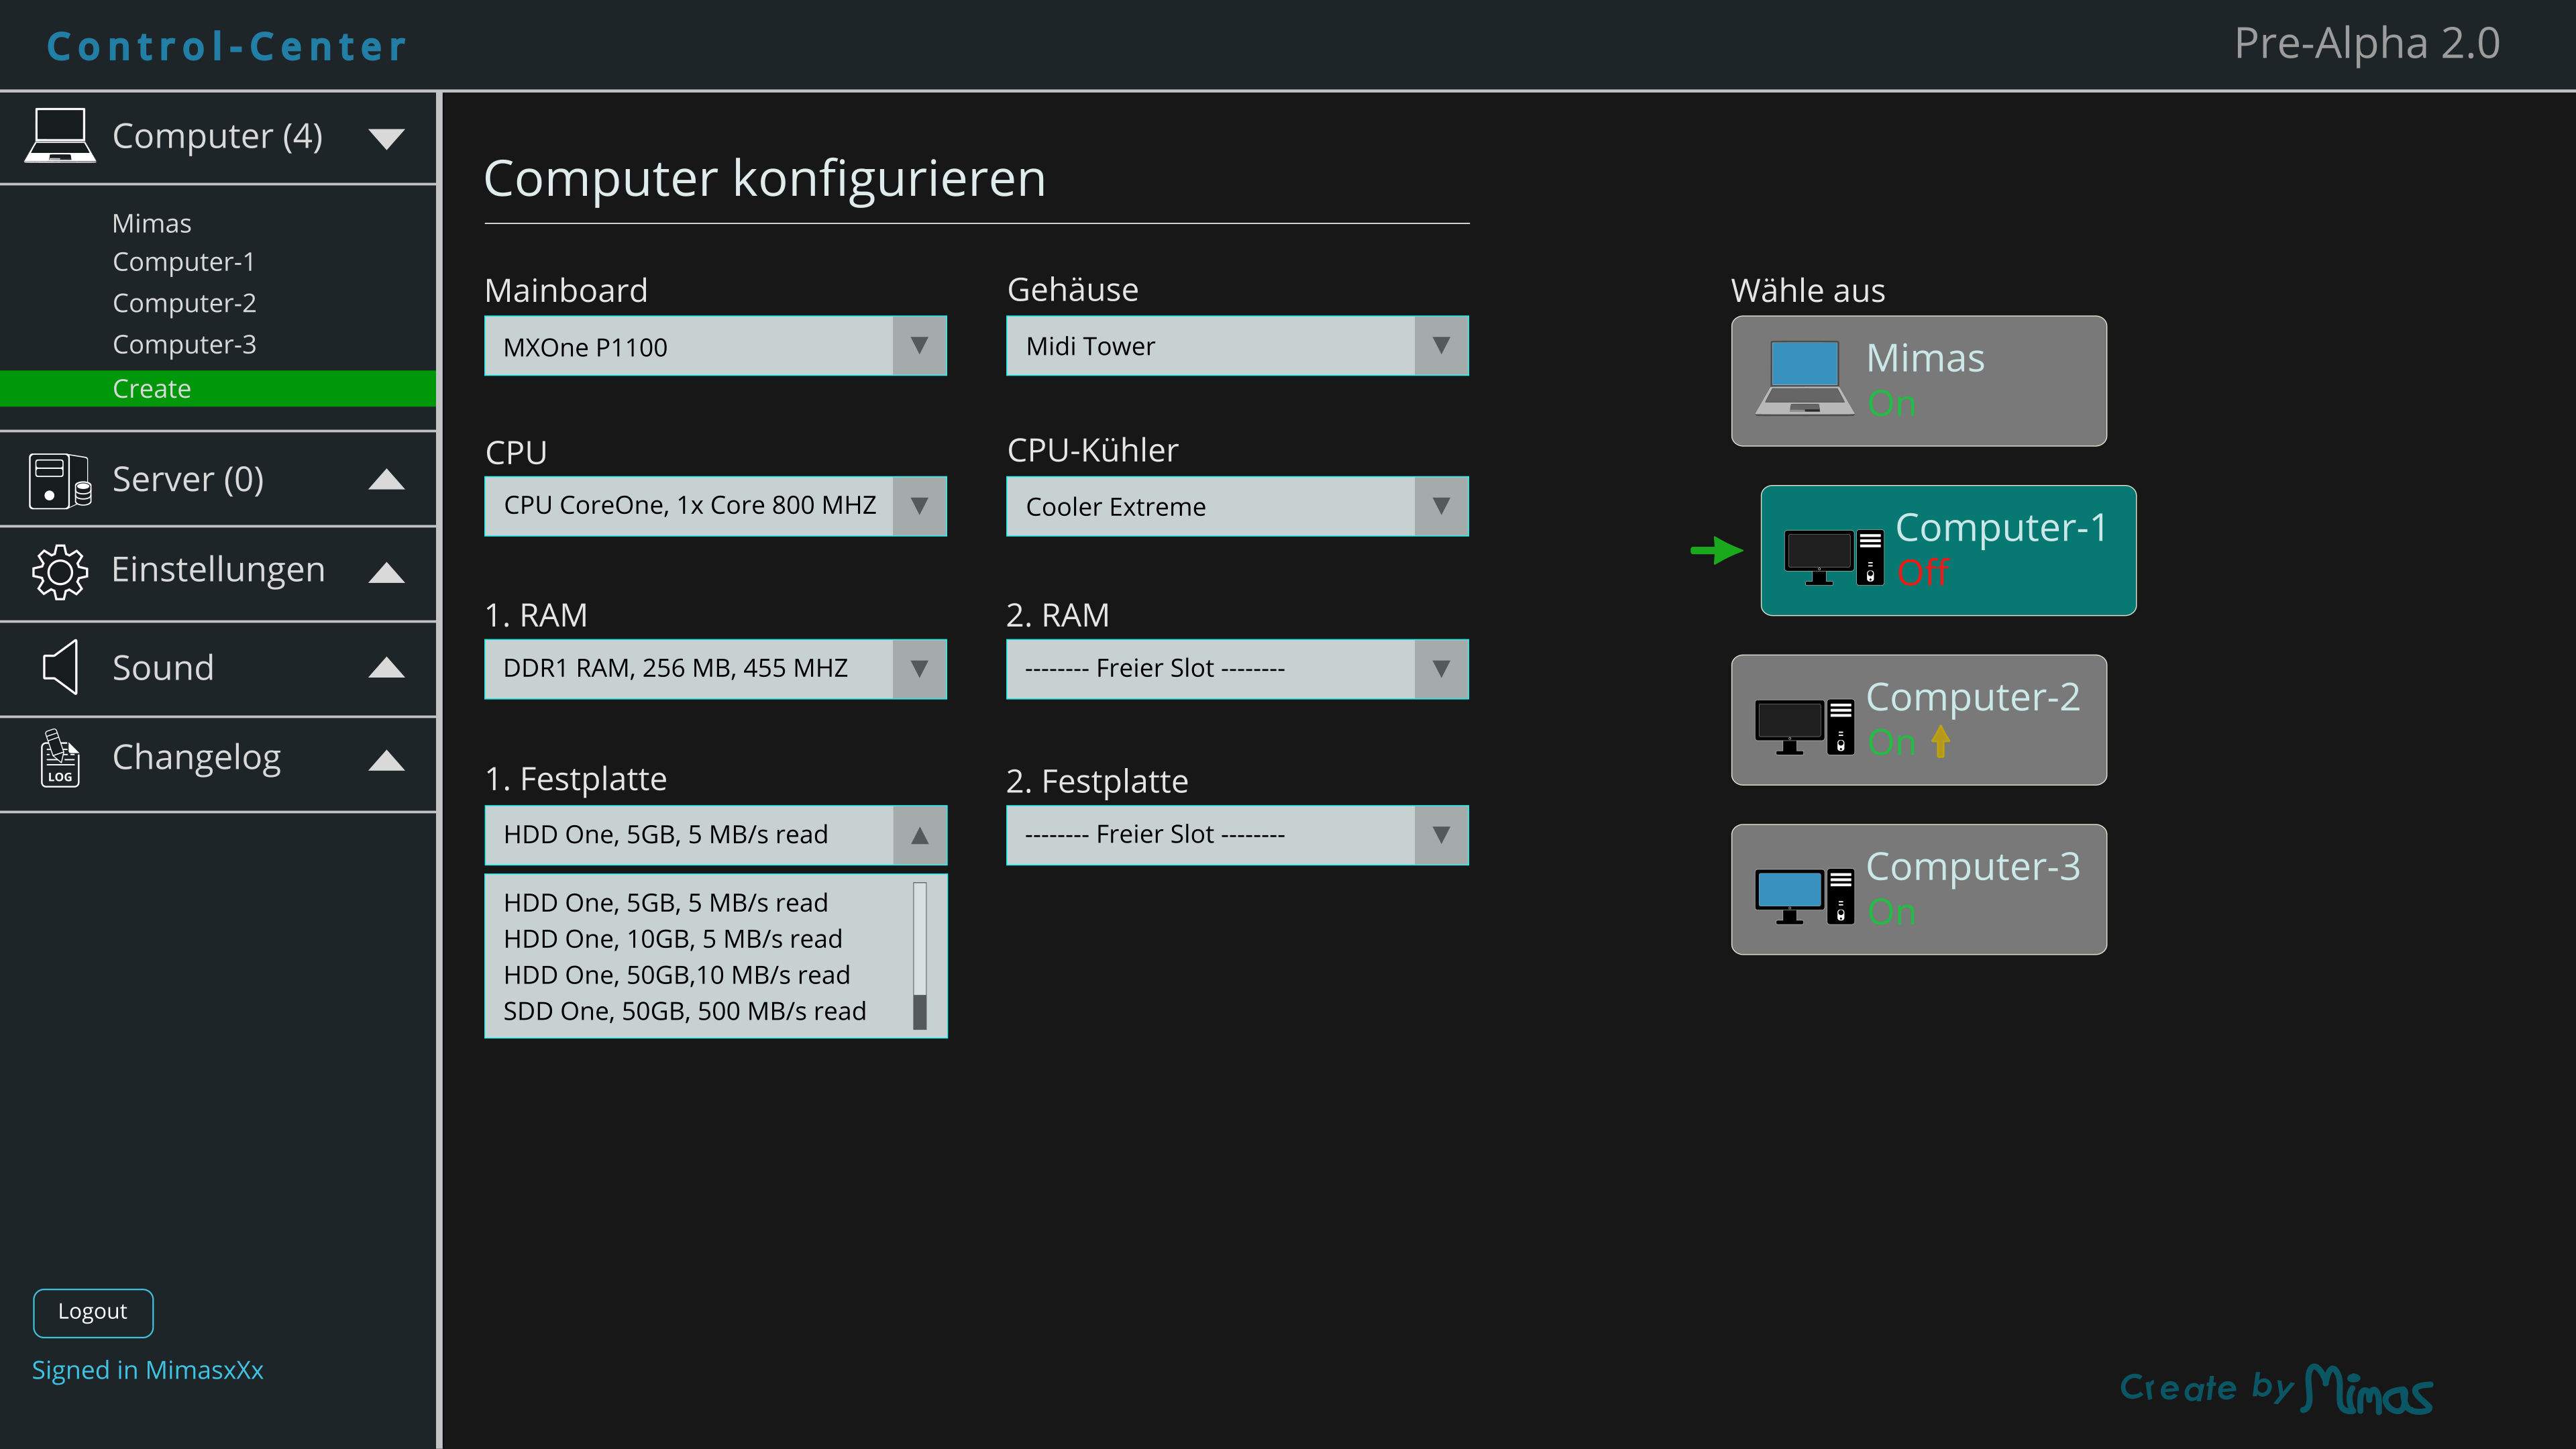 Control-Center
Pre-Alpha 2.0
Computer (4)
Mimas
Computer-1
Computer-2
Computer-3
Create
Server (0)
Einstellungen
Sound
LOG
Changelog
Logout
Signed in MimasxXx
Computer konfigurieren
Mainboard
MXOne P1100
Gehäuse
Midi Tower
CPU
CPU CoreOne, 1x Core 800 MHZ
CPU-Kühler
Cooler Extreme
1. RAM
DDR1 RAM, 256 MB, 455 MHZ
2. RAM
-------- Freier Slot --------
1. Festplatte
HDD One, 5GB, 5 MB/s read
HDD One, 5GB, 5 MB/s read
HDD One, 10GB, 5 MB/s read
HDD One, 50GB,10 MB/s read
SDD One, 50GB, 500 MB/s read
2. Festplatte
-------- Freier Slot --------
Wähle aus
Mimas
On
Computer-1
Off
Computer-2
On
Computer-3
On
Create by Mimas